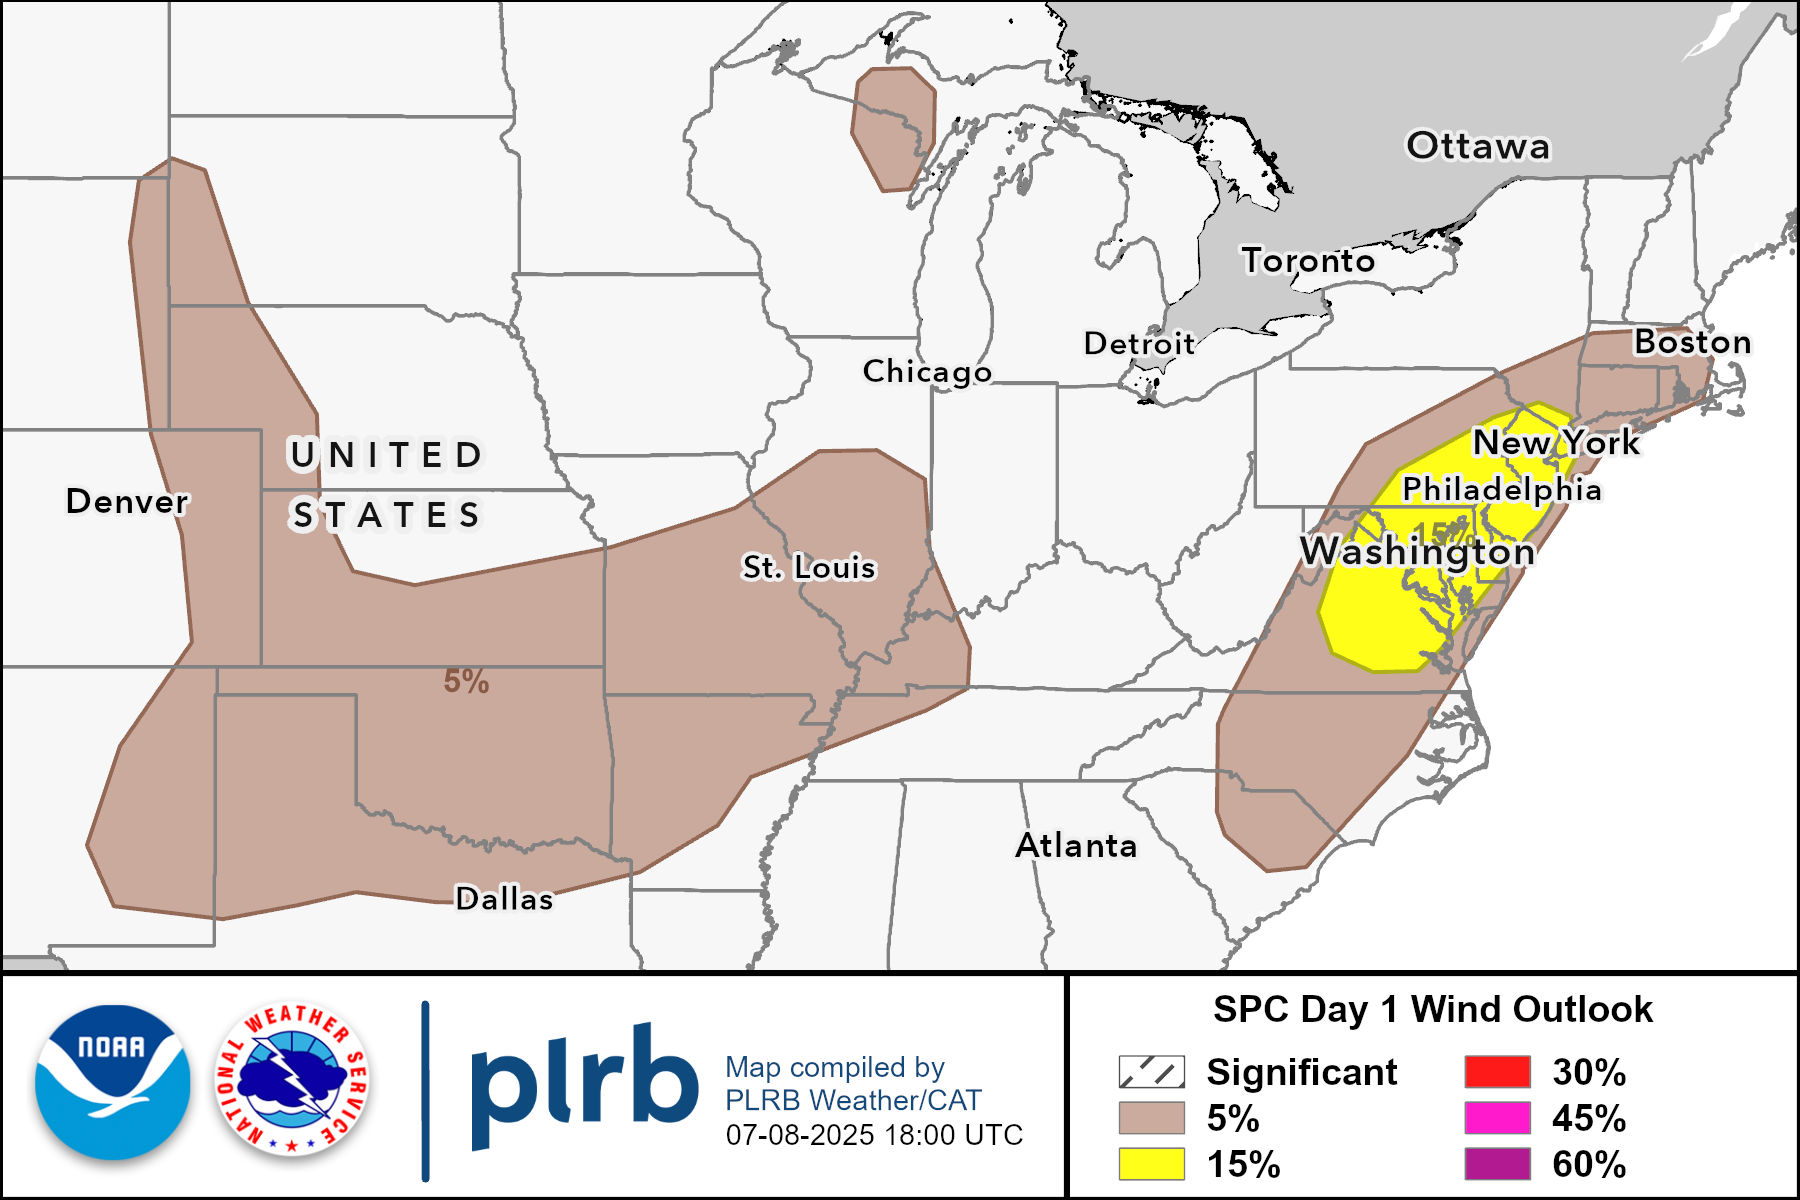 Ottawa
Toronto
Boston
Detroit
Chicago
New York
UNITED
Denver
Philadelphia
STATES
15%
Washington
St. Louis
5%
Atlanta
Dallas
NOAA
NATIONAL WEATHER SERVICE
plrb
Map compiled by
PLRB Weather/CAT
07-08-2025 18:00 UTC
SPC Day 1 Wind Outlook
Significant
5%
15%
30%
45%
60%